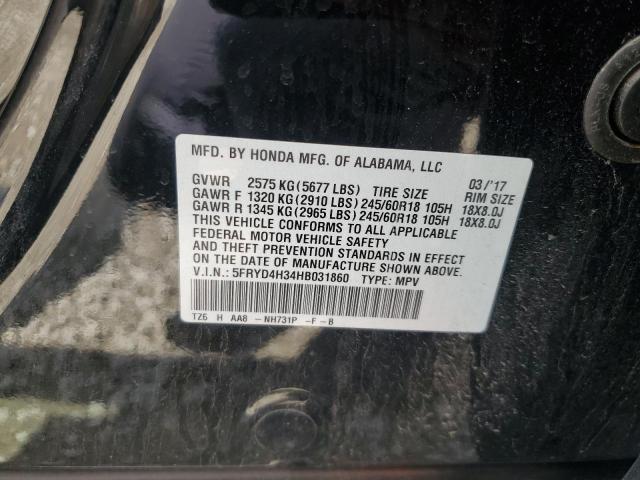 MFD. BY HONDA MFG. OF ALABAMA, LLC
GVWR 2575 KG (5677 LBS) TIRE SIZE 03/'17 RIM SIZE
GAWR F 1320 KG (2910 LBS) 245/60R18 105H 18X8.0J
GAWR R 1345 KG (2965 LBS) 245/60R18 105H 18X8.0J
THIS VEHICLE CONFORMS TO ALL APPLICABLE
FEDERAL MOTOR VEHICLE SAFETY
AND THEFT PREVENTION STANDARDS IN EFFECT
ON THE DATE OF MANUFACTURE SHOWN ABOVE.
V.I.N.: 5FRYD4H34HB031860 TYPE: MPV
TZ5 H AA8 -NH731P -F-B